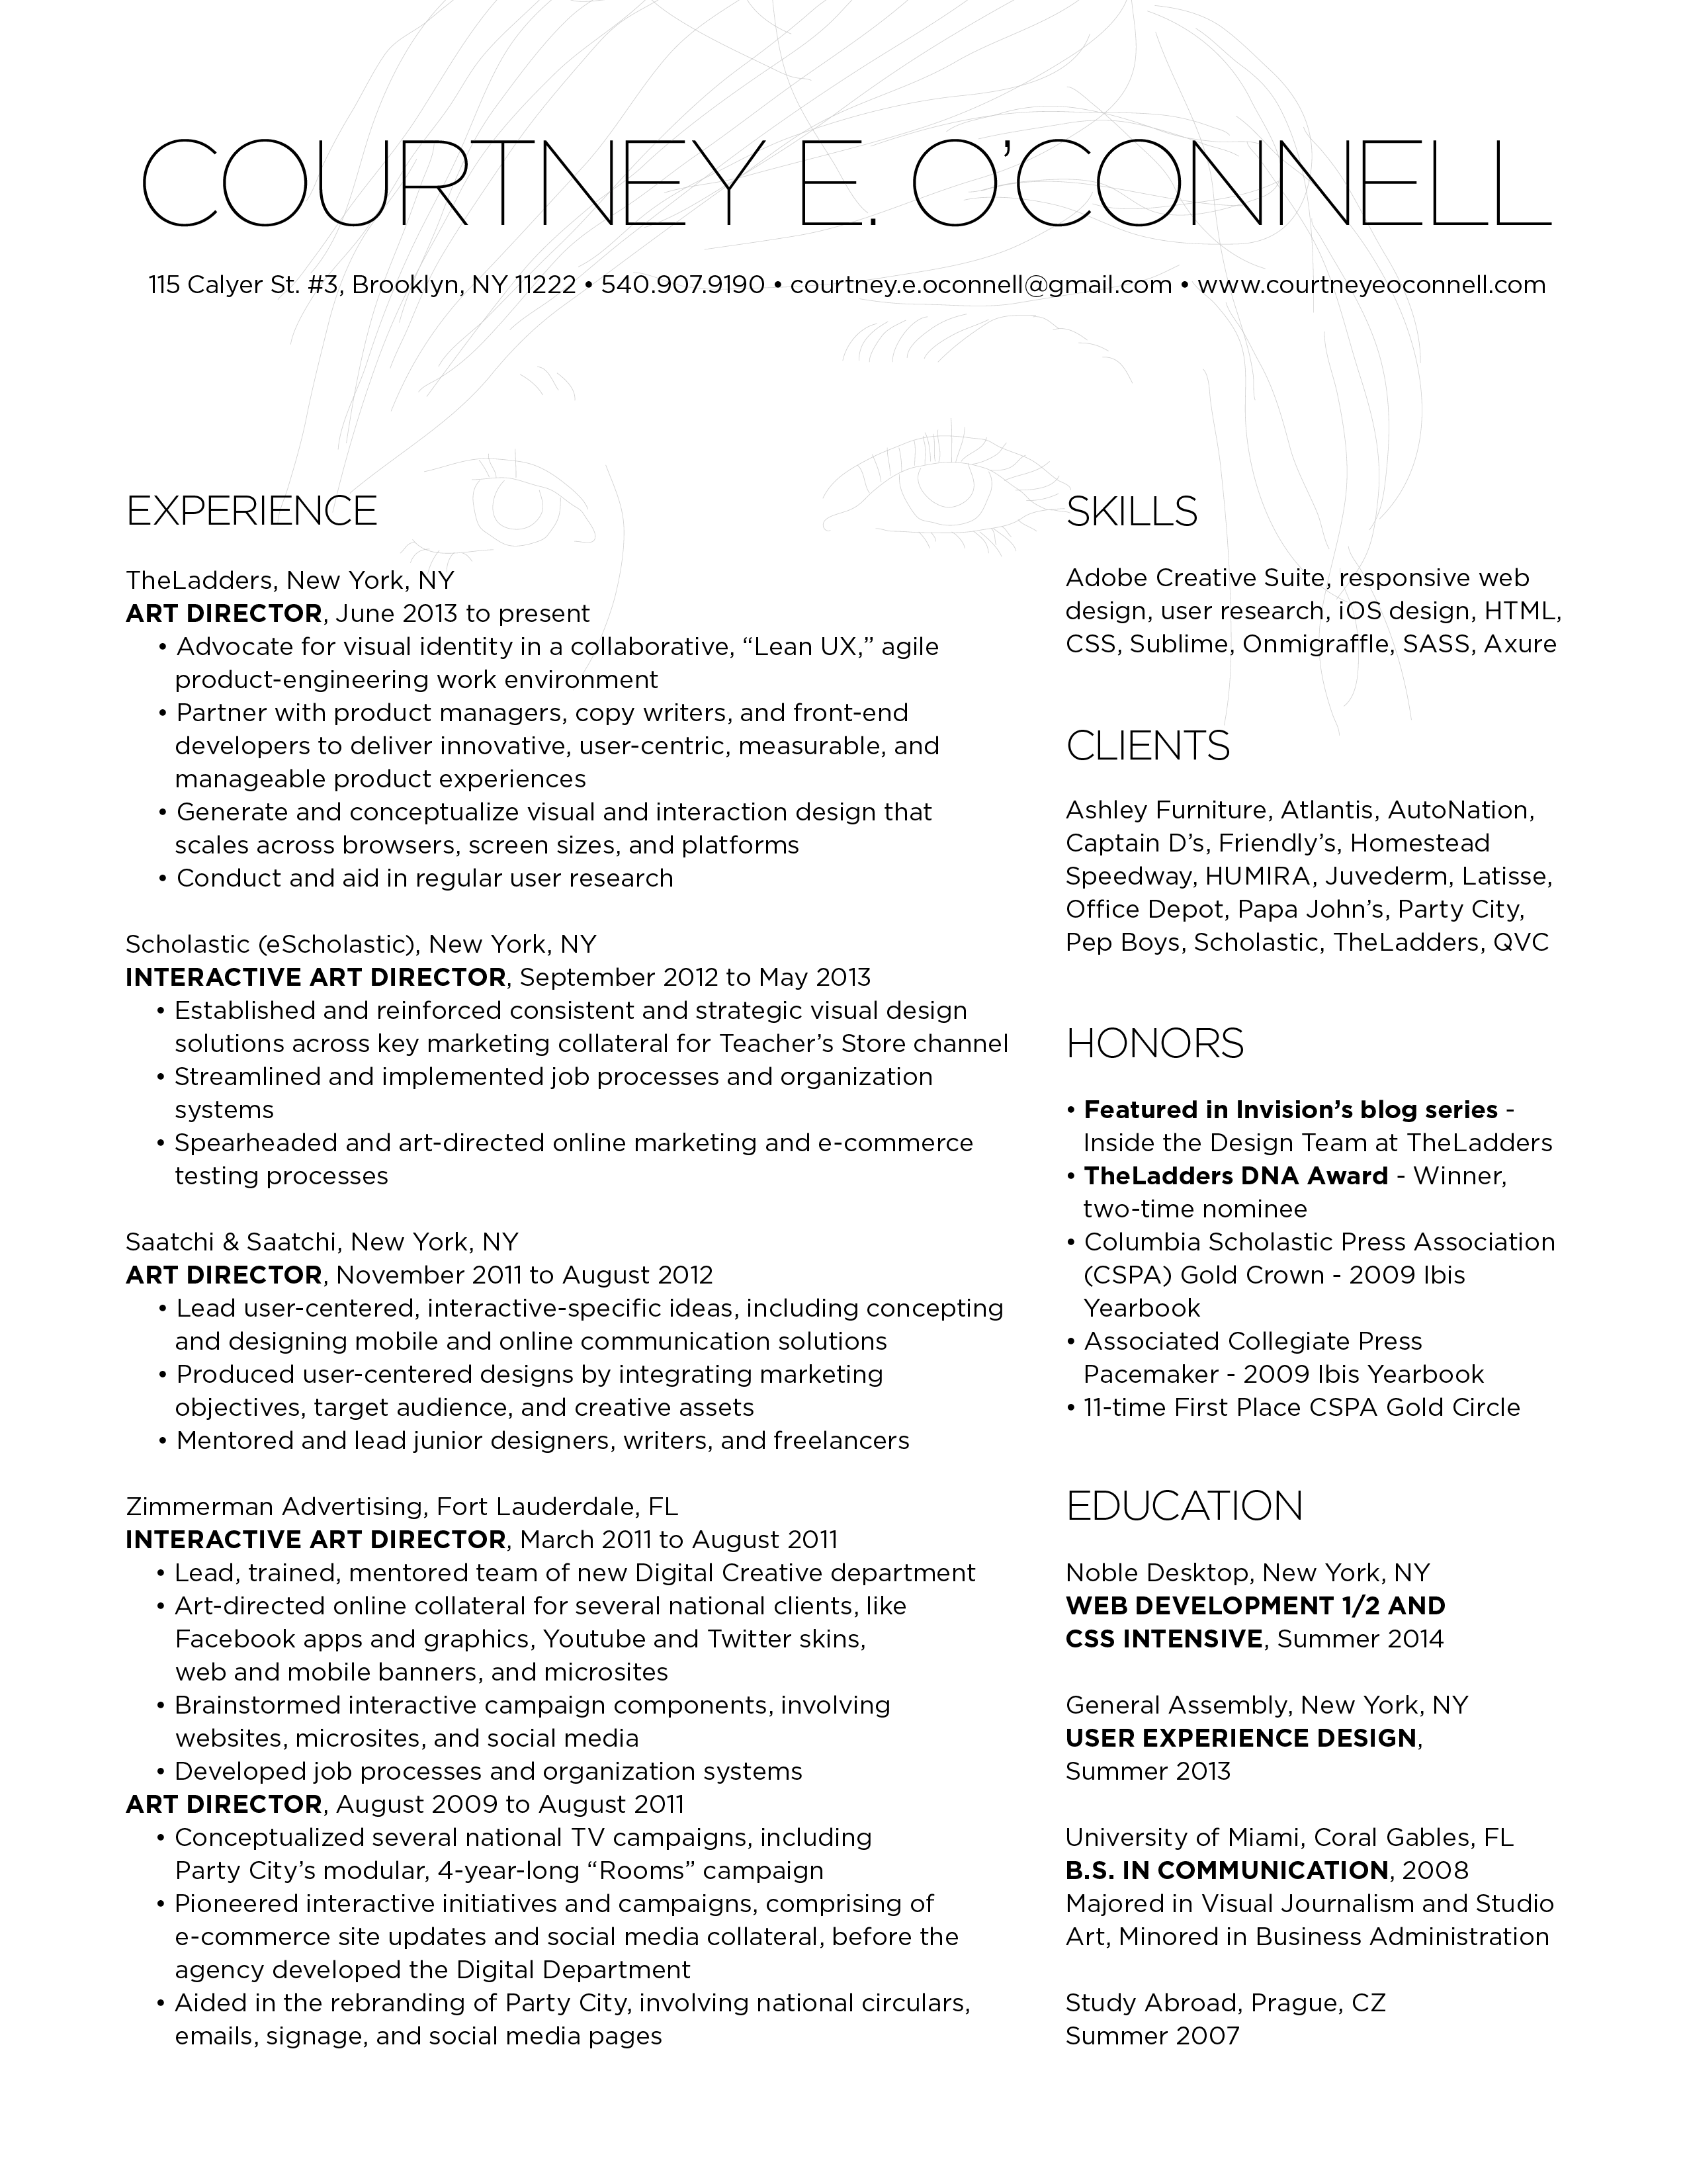 COURTNEY E. O’CONNELL
115 Calyer St. #3, Brooklyn, NY 11222 • 540.907.9190 • courtney.e.oconnell@gmail.com • www.courtneyeoconnell.com
EXPERIENCE
TheLadders, New York, NY
ART DIRECTOR, June 2013 to present
• Advocate for visual identity in a collaborative, “Lean UX,” agile
product-engineering work environment
• Partner with product managers, copy writers, and front-end
developers to deliver innovative, user-centric, measurable, and
manageable product experiences
• Generate and conceptualize visual and interaction design that
scales across browsers, screen sizes, and platforms
• Conduct and aid in regular user research
Scholastic (eScholastic), New York, NY
INTERACTIVE ART DIRECTOR, September 2012 to May 2013
• Established and reinforced consistent and strategic visual design
solutions across key marketing collateral for Teacher’s Store channel
• Streamlined and implemented job processes and organization
systems
• Spearheaded and art-directed online marketing and e-commerce
testing processes
Saatchi & Saatchi, New York, NY
ART DIRECTOR, November 2011 to August 2012
• Lead user-centered, interactive-specific ideas, including concepting
and designing mobile and online communication solutions
• Produced user-centered designs by integrating marketing
objectives, target audience, and creative assets
• Mentored and lead junior designers, writers, and freelancers
Zimmerman Advertising, Fort Lauderdale, FL
INTERACTIVE ART DIRECTOR, March 2011 to August 2011
• Lead, trained, mentored team of new Digital Creative department
• Art-directed online collateral for several national clients, like
Facebook apps and graphics, Youtube and Twitter skins,
web and mobile banners, and microsites
• Brainstormed interactive campaign components, involving
websites, microsites, and social media
• Developed job processes and organization systems
ART DIRECTOR, August 2009 to August 2011
• Conceptualized several national TV campaigns, including
Party City’s modular, 4-year-long “Rooms” campaign
• Pioneered interactive initiatives and campaigns, comprising of
e-commerce site updates and social media collateral, before the
agency developed the Digital Department
• Aided in the rebranding of Party City, involving national circulars,
emails, signage, and social media pages
SKILLS
Adobe Creative Suite, responsive web
design, user research, iOS design, HTML,
CSS, Sublime, Onmigraffle, SASS, Axure
CLIENTS
Ashley Furniture, Atlantis, AutoNation,
Captain D’s, Friendly’s, Homestead
Speedway, HUMIRA, Juvederm, Latisse,
Office Depot, Papa John’s, Party City,
Pep Boys, Scholastic, TheLadders, QVC
HONORS
• Featured in Invision’s blog series -
Inside the Design Team at TheLadders
• TheLadders DNA Award - Winner,
two-time nominee
• Columbia Scholastic Press Association
(CSPA) Gold Crown - 2009 Ibis
Yearbook
• Associated Collegiate Press
Pacemaker - 2009 Ibis Yearbook
• 11-time First Place CSPA Gold Circle
EDUCATION
Noble Desktop, New York, NY
WEB DEVELOPMENT 1/2 AND
CSS INTENSIVE, Summer 2014
General Assembly, New York, NY
USER EXPERIENCE DESIGN,
Summer 2013
University of Miami, Coral Gables, FL
B.S. IN COMMUNICATION, 2008
Majored in Visual Journalism and Studio
Art, Minored in Business Administration
Study Abroad, Prague, CZ
Summer 2007